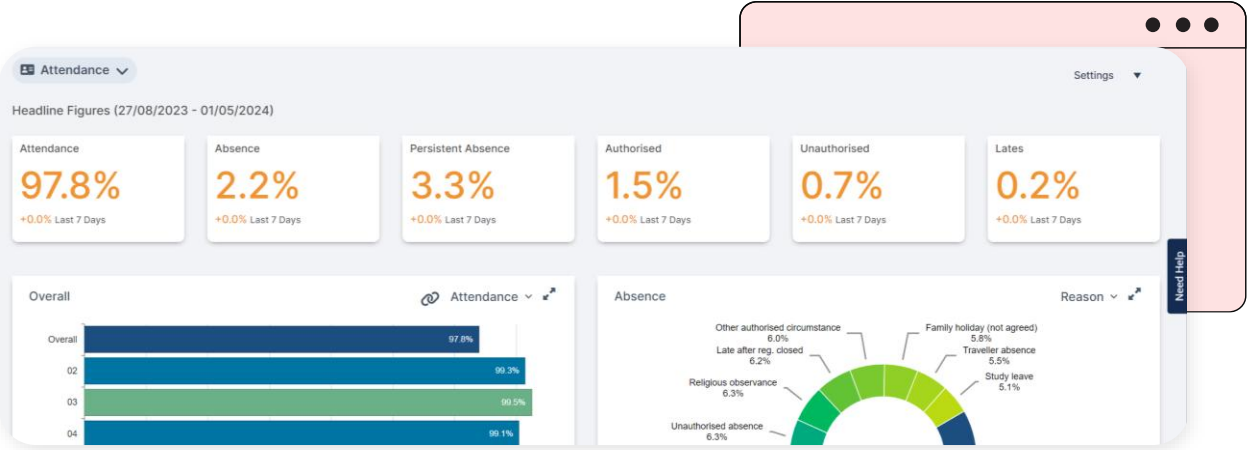 Attendance
Settings
Headline Figures (27/08/2023 - 01/05/2024)
Attendance
97.8%
+0.0% Last 7 Days
Absence
2.2%
+0.0% Last 7 Days
Persistent Absence
3.3%
+0.0% Last 7 Days
Authorised
1.5%
+0.0% Last 7 Days
Unauthorised
0.7%
+0.0% Last 7 Days
Lates
0.2%
+0.0% Last 7 Days
Need Help
Overall
Attendance
Overall
97.8%
02
99.3%
03
99.5%
04
99.1%
Absence
Reason
Other authorised circumstance
6.0%
Family holiday (not agreed)
5.8%
Late after reg. closed
6.2%
Traveller absence
5.5%
Religious observance
6.3%
Study leave
5.1%
Unauthorised absence
6.3%